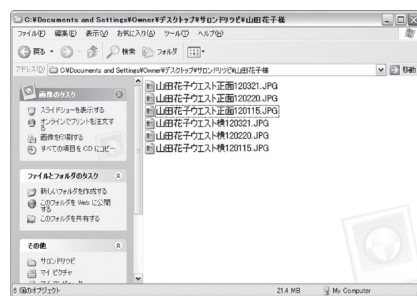 C:¥Documents and Settings¥Owner¥デスクトップ¥サロンドリウピ¥山田花子様
ファイル(F) 編集(E) 表示(V) お気に入り(A) ツール(T) ヘルプ(H)
戻る 検索 フォルダ
アドレス(D) C:¥Documents and Settings¥Owner¥デスクトップ¥サロンドリウピ¥山田花子様 移動
画像のタスク
スライドショーを表示する
オンラインでプリントを注文する
画像を印刷する
すべての項目を CD にコピー
ファイルとフォルダのタスク
新しいフォルダを作成する
このフォルダを Web に公開する
このフォルダを共有する
その他
サロンドリウピ
マイ ピクチャ
山田花子ウエスト正面120321.JPG
山田花子ウエスト正面120220.JPG
山田花子ウエスト正面120115.JPG
山田花子ウエスト横120321.JPG
山田花子ウエスト横120220.JPG
山田花子ウエスト横120115.JPG
6 個のオブジェクト 21.4 MB My Computer